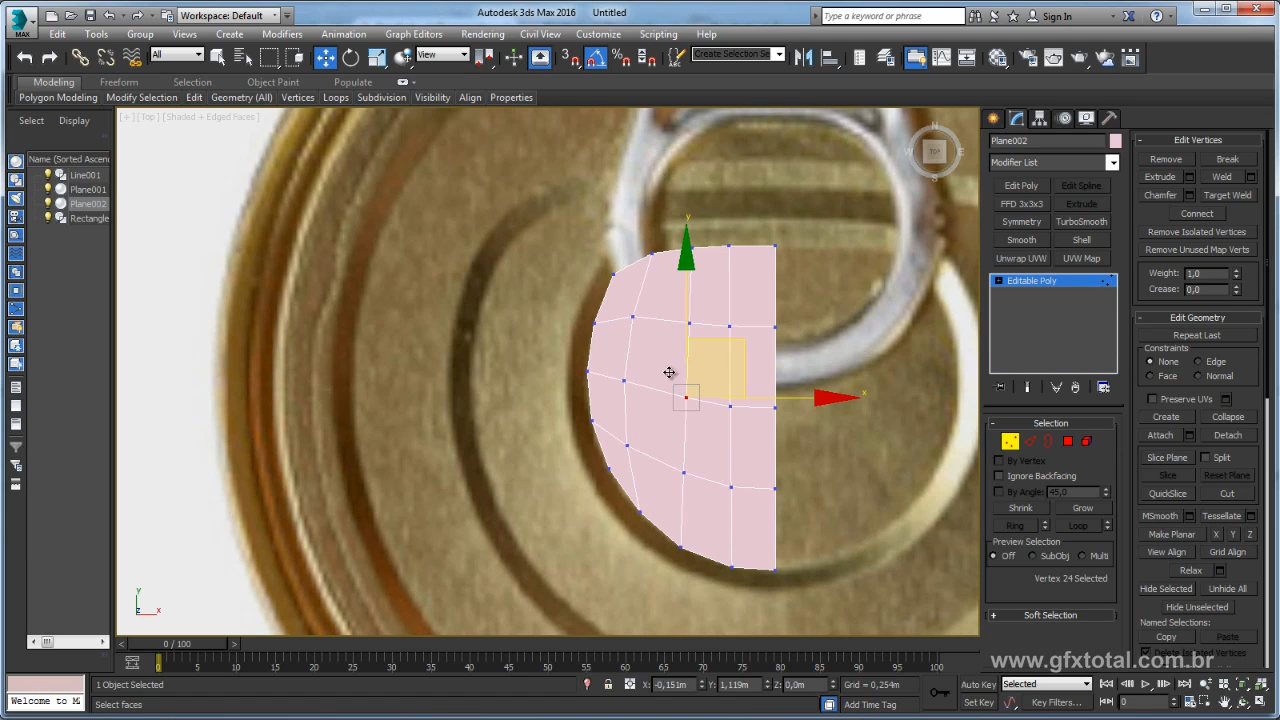 Workspace: Default
Autodesk 3ds Max 2016 Untitled
Type a keyword or phrase
Sign In
MAX
Edit Tools Group Views Create Modifiers Animation Graph Editors Rendering Civil View Customize Scripting Help
All
View
Create Selection Se
Modeling Freeform Selection Object Paint Populate
Polygon Modeling Modify Selection Edit Geometry (All) Vertices Loops Subdivision Visibility Align Properties
Select Display
Name (Sorted Ascen
Line001
Plane001
Plane002
Rectangle
[+] [Top] [Shaded + Edged Faces]
N
TOP
E
S
W
y
x
Y
Z
X
Plane002
Modifier List
Edit Poly Edit Spline
FFD 3x3x3 Extrude
Symmetry TurboSmooth
Smooth Shell
Unwrap UVW UVW Map
Editable Poly
Selection
By Vertex
Ignore Backfacing
By Angle: 45,0
Shrink Grow
Ring Loop
Preview Selection
Off SubObj Multi
Vertex 24 Selected
Soft Selection
Edit Vertices
Remove Break
Extrude Weld
Chamfer Target Weld
Connect
Remove Isolated Vertices
Remove Unused Map Verts
Weight: 1,0
Crease: 0,0
Edit Geometry
Repeat Last
Constraints
None Edge
Face Normal
Preserve UVs
Create Collapse
Attach Detach
Slice Plane Split
Slice Reset Plane
QuickSlice Cut
MSmooth Tessellate
Make Planar X Y Z
View Align Grid Align
Relax
Hide Selected Unhide All
Hide Unselected
Named Selections:
Copy Paste
Delete Isolated Vertices
www.gfxtotal.com.br
0 / 100
0 5 10 15 20 25 30 35 40 45 50 55 60 65 70 75 80 85 90 95 100
1 Object Selected
X: -0,151m Y: 1,119m Z: 0,0m Grid = 0,254m
Auto Key Selected
Welcome to M
Select faces
Add Time Tag
Set Key Key Filters...
0